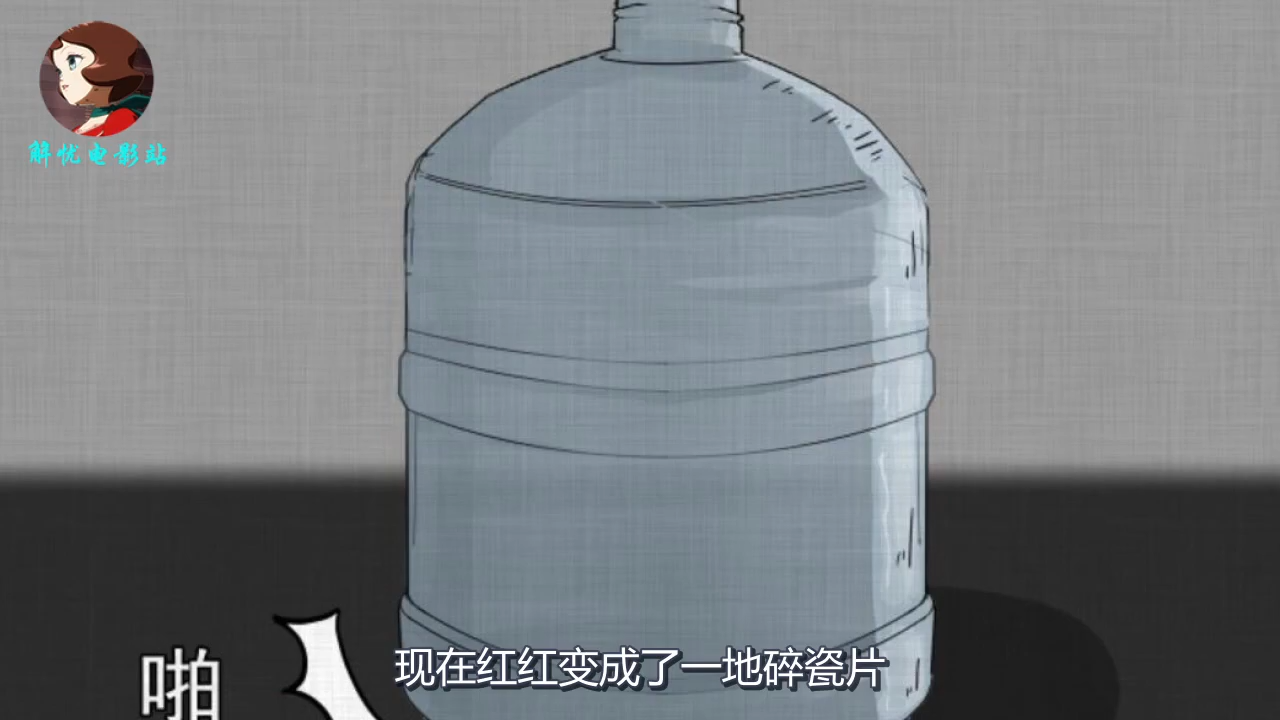 解忧电影站
啪
现在红红变成了一地碎瓷片